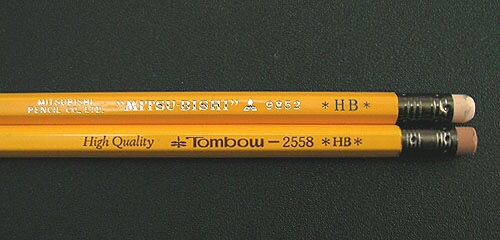 MITSUBISHI
PENCIL CO., LTD. "MITSU-BISHI" 9852 *HB*
High Quality Tombow-2558 *HB*